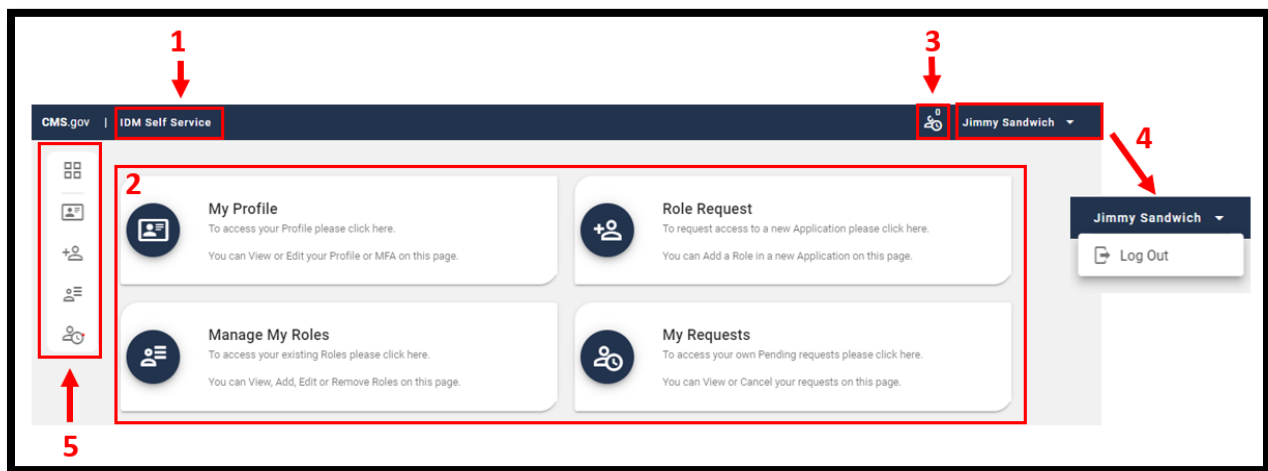 1
3
CMS.gov | IDM Self Service
0
Jimmy Sandwich
4
2
My Profile
To access your Profile please click here.
You can View or Edit your Profile or MFA on this page.
Role Request
To request access to a new Application please click here.
You can Add a Role in a new Application on this page.
Jimmy Sandwich
Log Out
Manage My Roles
To access your existing Roles please click here.
You can View, Add, Edit or Remove Roles on this page.
My Requests
To access your own Pending requests please click here.
You can View or Cancel your requests on this page.
5